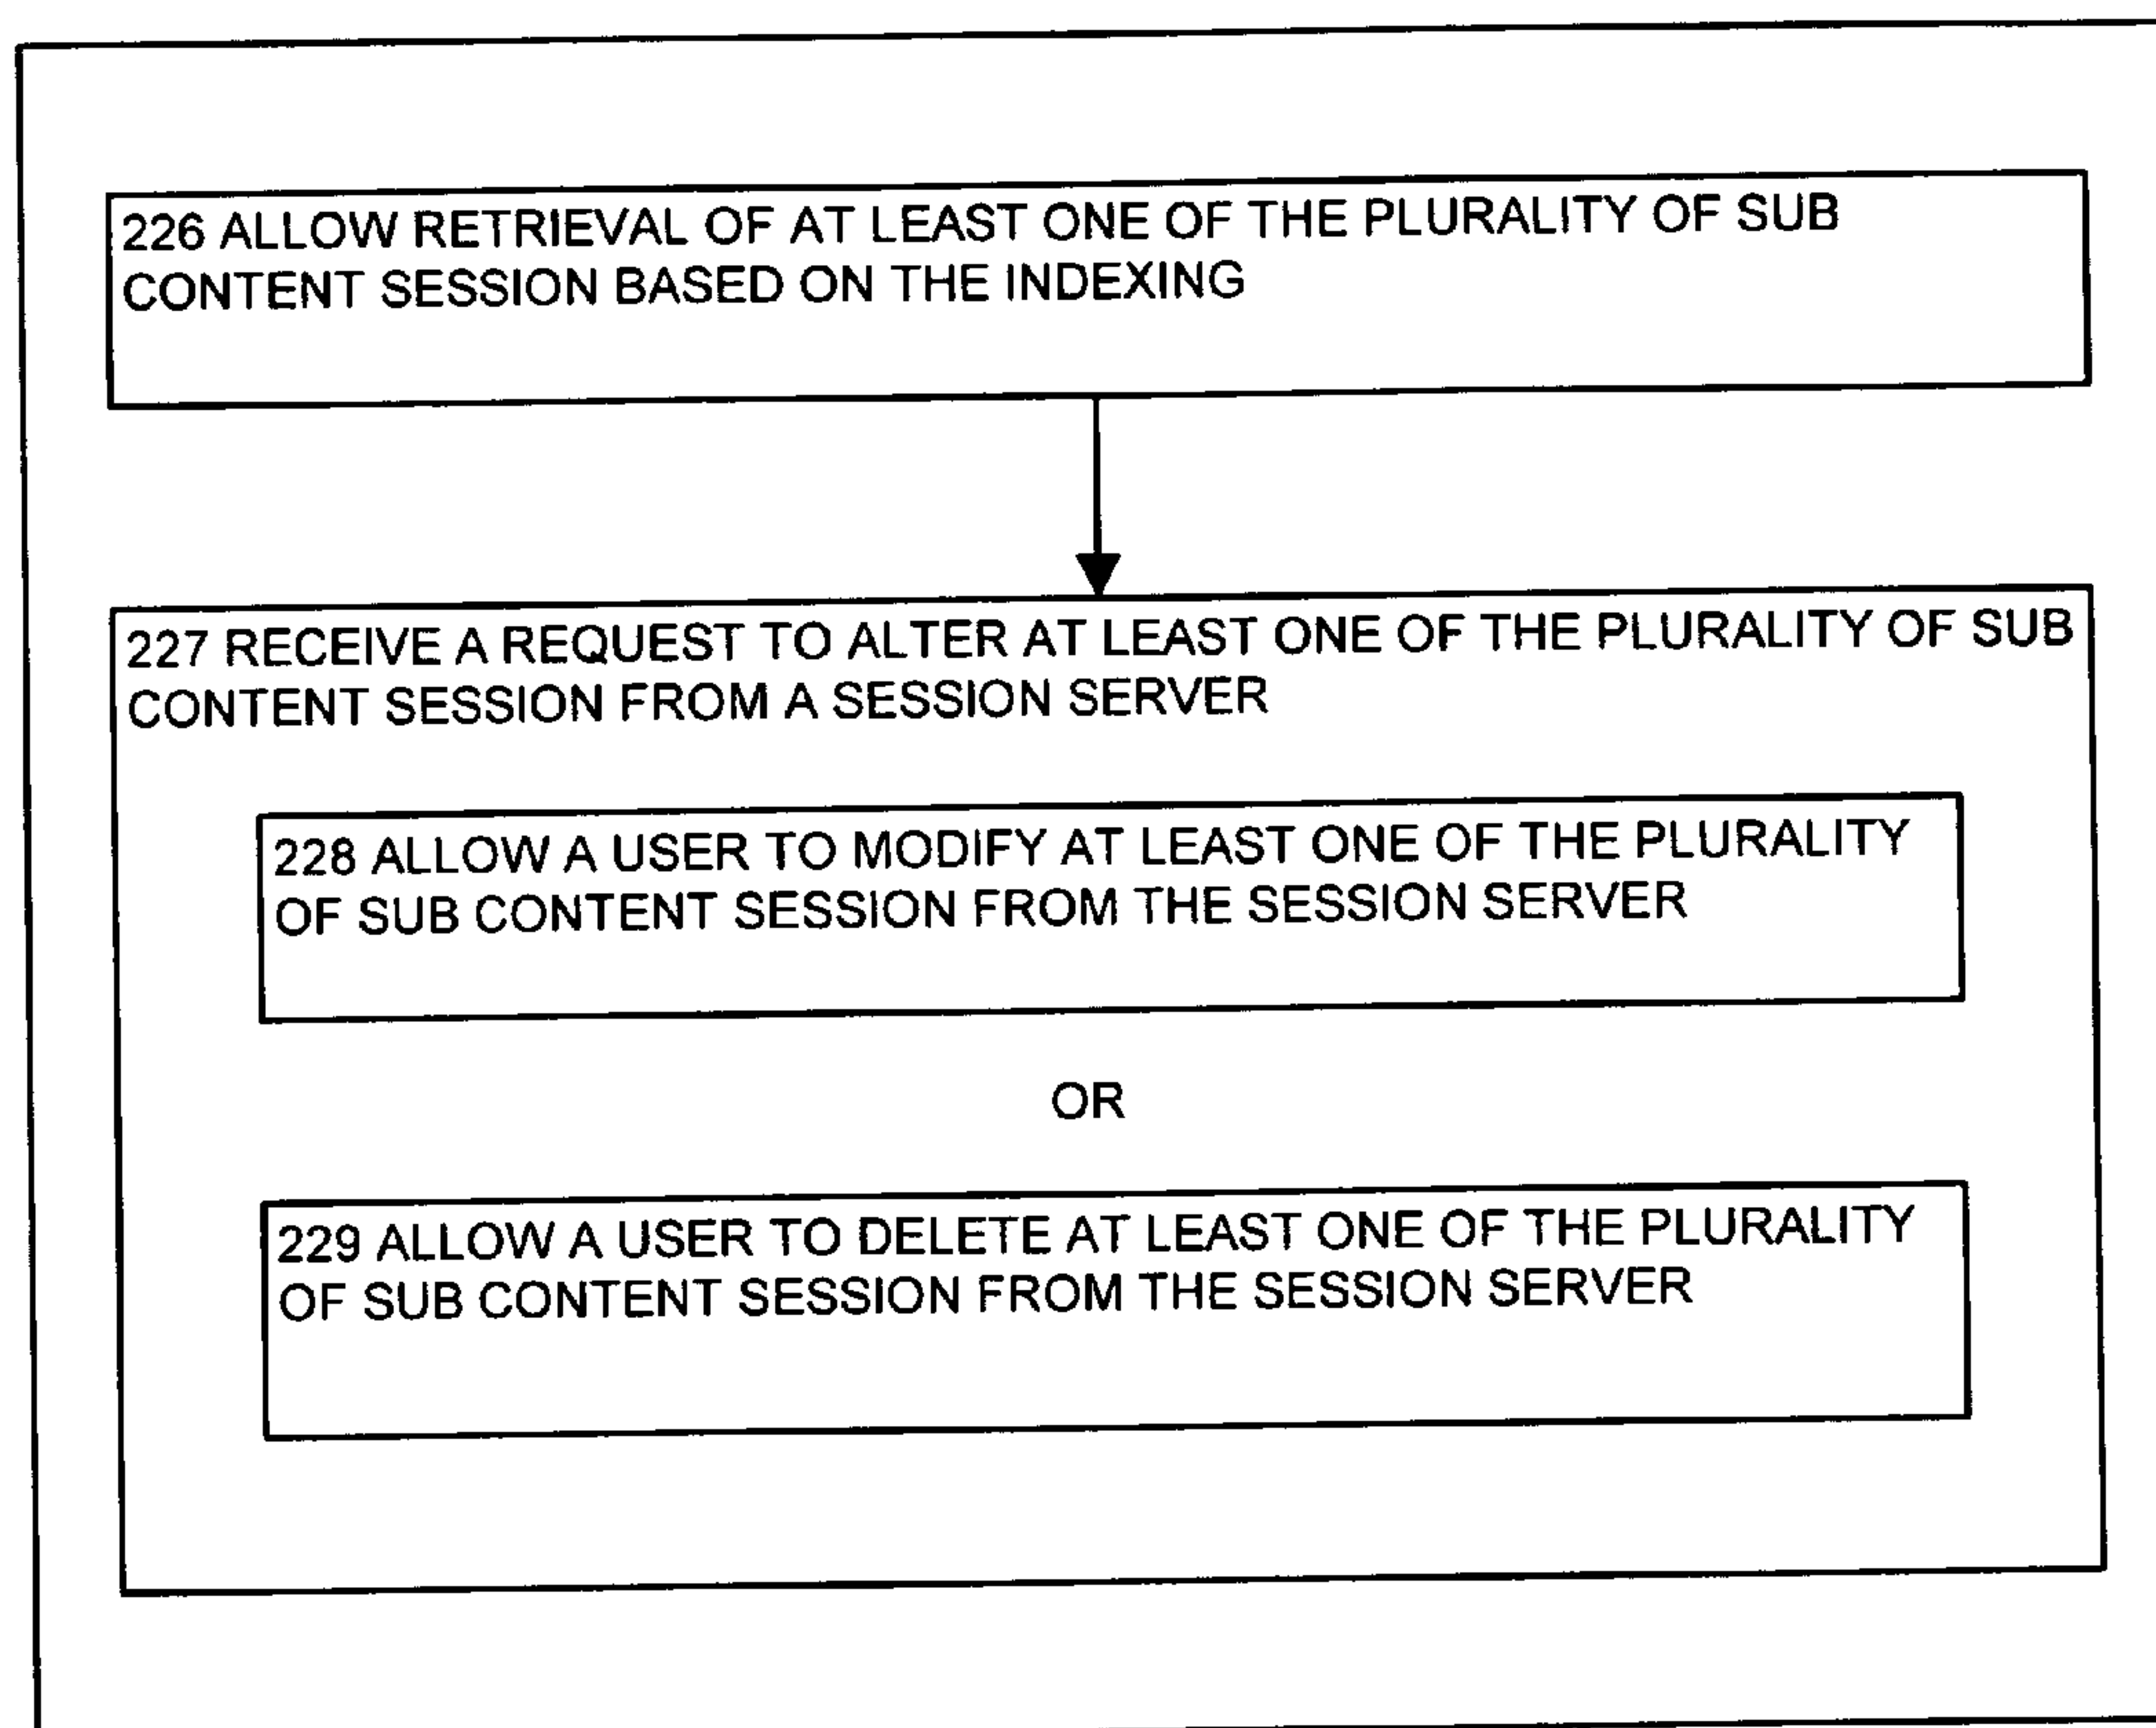 226 ALLOW RETRIEVAL OF AT LEAST ONE OF THE PLURALITY OF SUB
CONTENT SESSION BASED ON THE INDEXING
227 RECEIVE A REQUEST TO ALTER AT LEAST ONE OF THE PLURALITY OF SUB
CONTENT SESSION FROM A SESSION SERVER
228 ALLOW A USER TO MODIFY AT LEAST ONE OF THE PLURALITY
OF SUB CONTENT SESSION FROM THE SESSION SERVER
OR
229 ALLOW A USER TO DELETE AT LEAST ONE OF THE PLURALITY
OF SUB CONTENT SESSION FROM THE SESSION SERVER